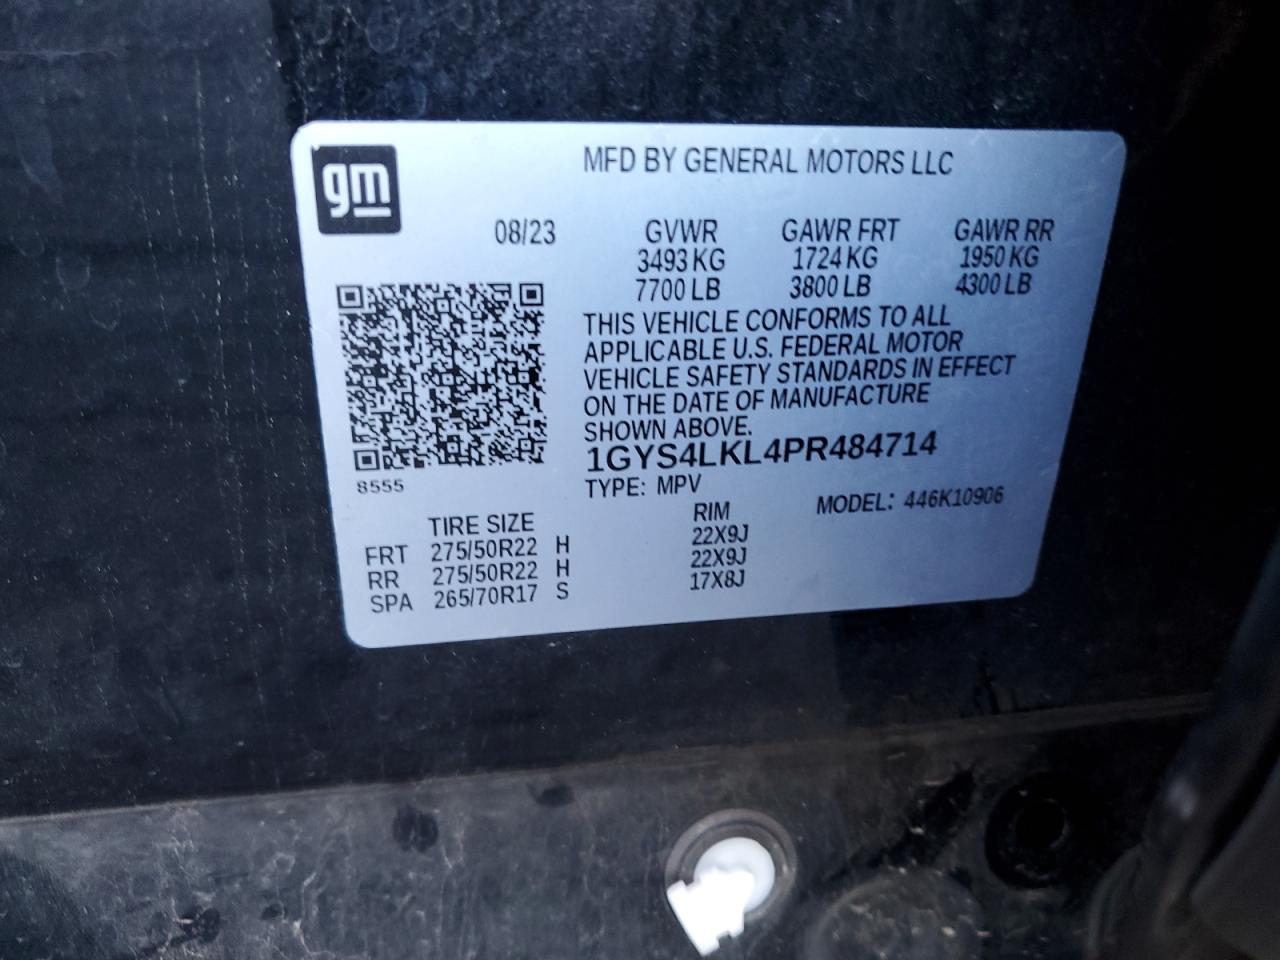 gm
MFD BY GENERAL MOTORS LLC
08/23 GVWR GAWR FRT GAWR RR
3493 KG 1724 KG 1950 KG
7700 LB 3800 LB 4300 LB
THIS VEHICLE CONFORMS TO ALL
APPLICABLE U.S. FEDERAL MOTOR
VEHICLE SAFETY STANDARDS IN EFFECT
ON THE DATE OF MANUFACTURE
SHOWN ABOVE.
1GYS4LKL4PR484714
8555
TYPE: MPV MODEL: 446K10906
TIRE SIZE RIM
FRT 275/50R22 H 22X9J
RR 275/50R22 H 22X9J
SPA 265/70R17 S 17X8J